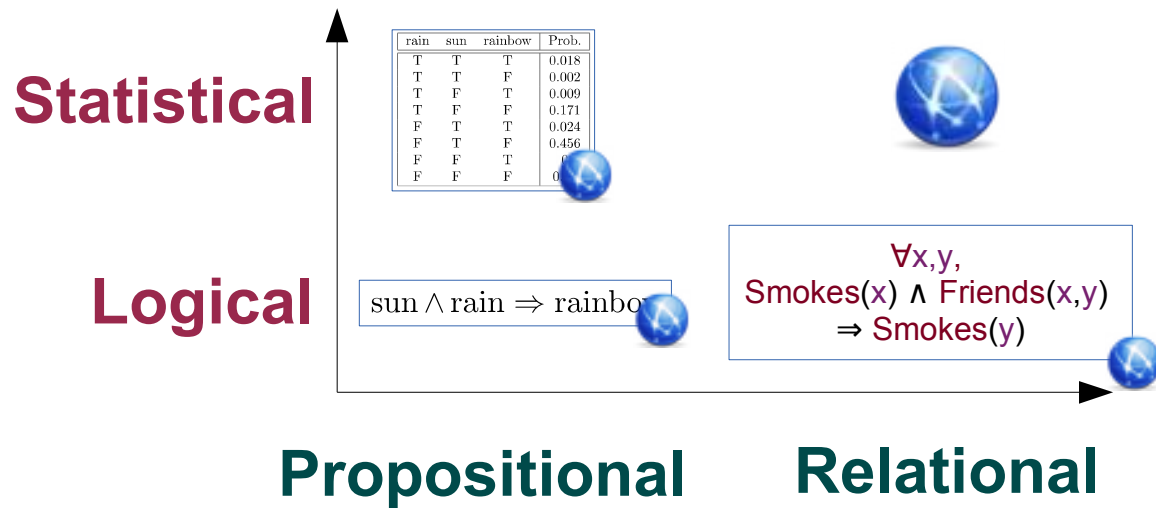 rain sun rainbow Prob.
T T T 0.018
T T F 0.002
T F T 0.009
T F F 0.171
F T T 0.024
F T F 0.456
F F T
F F F
Statistical
Logical
sun ∧ rain ⇒
∀x,y,
Smokes(x) ∧ Friends(x,y)
⇒ Smokes(y)
Propositional
Relational